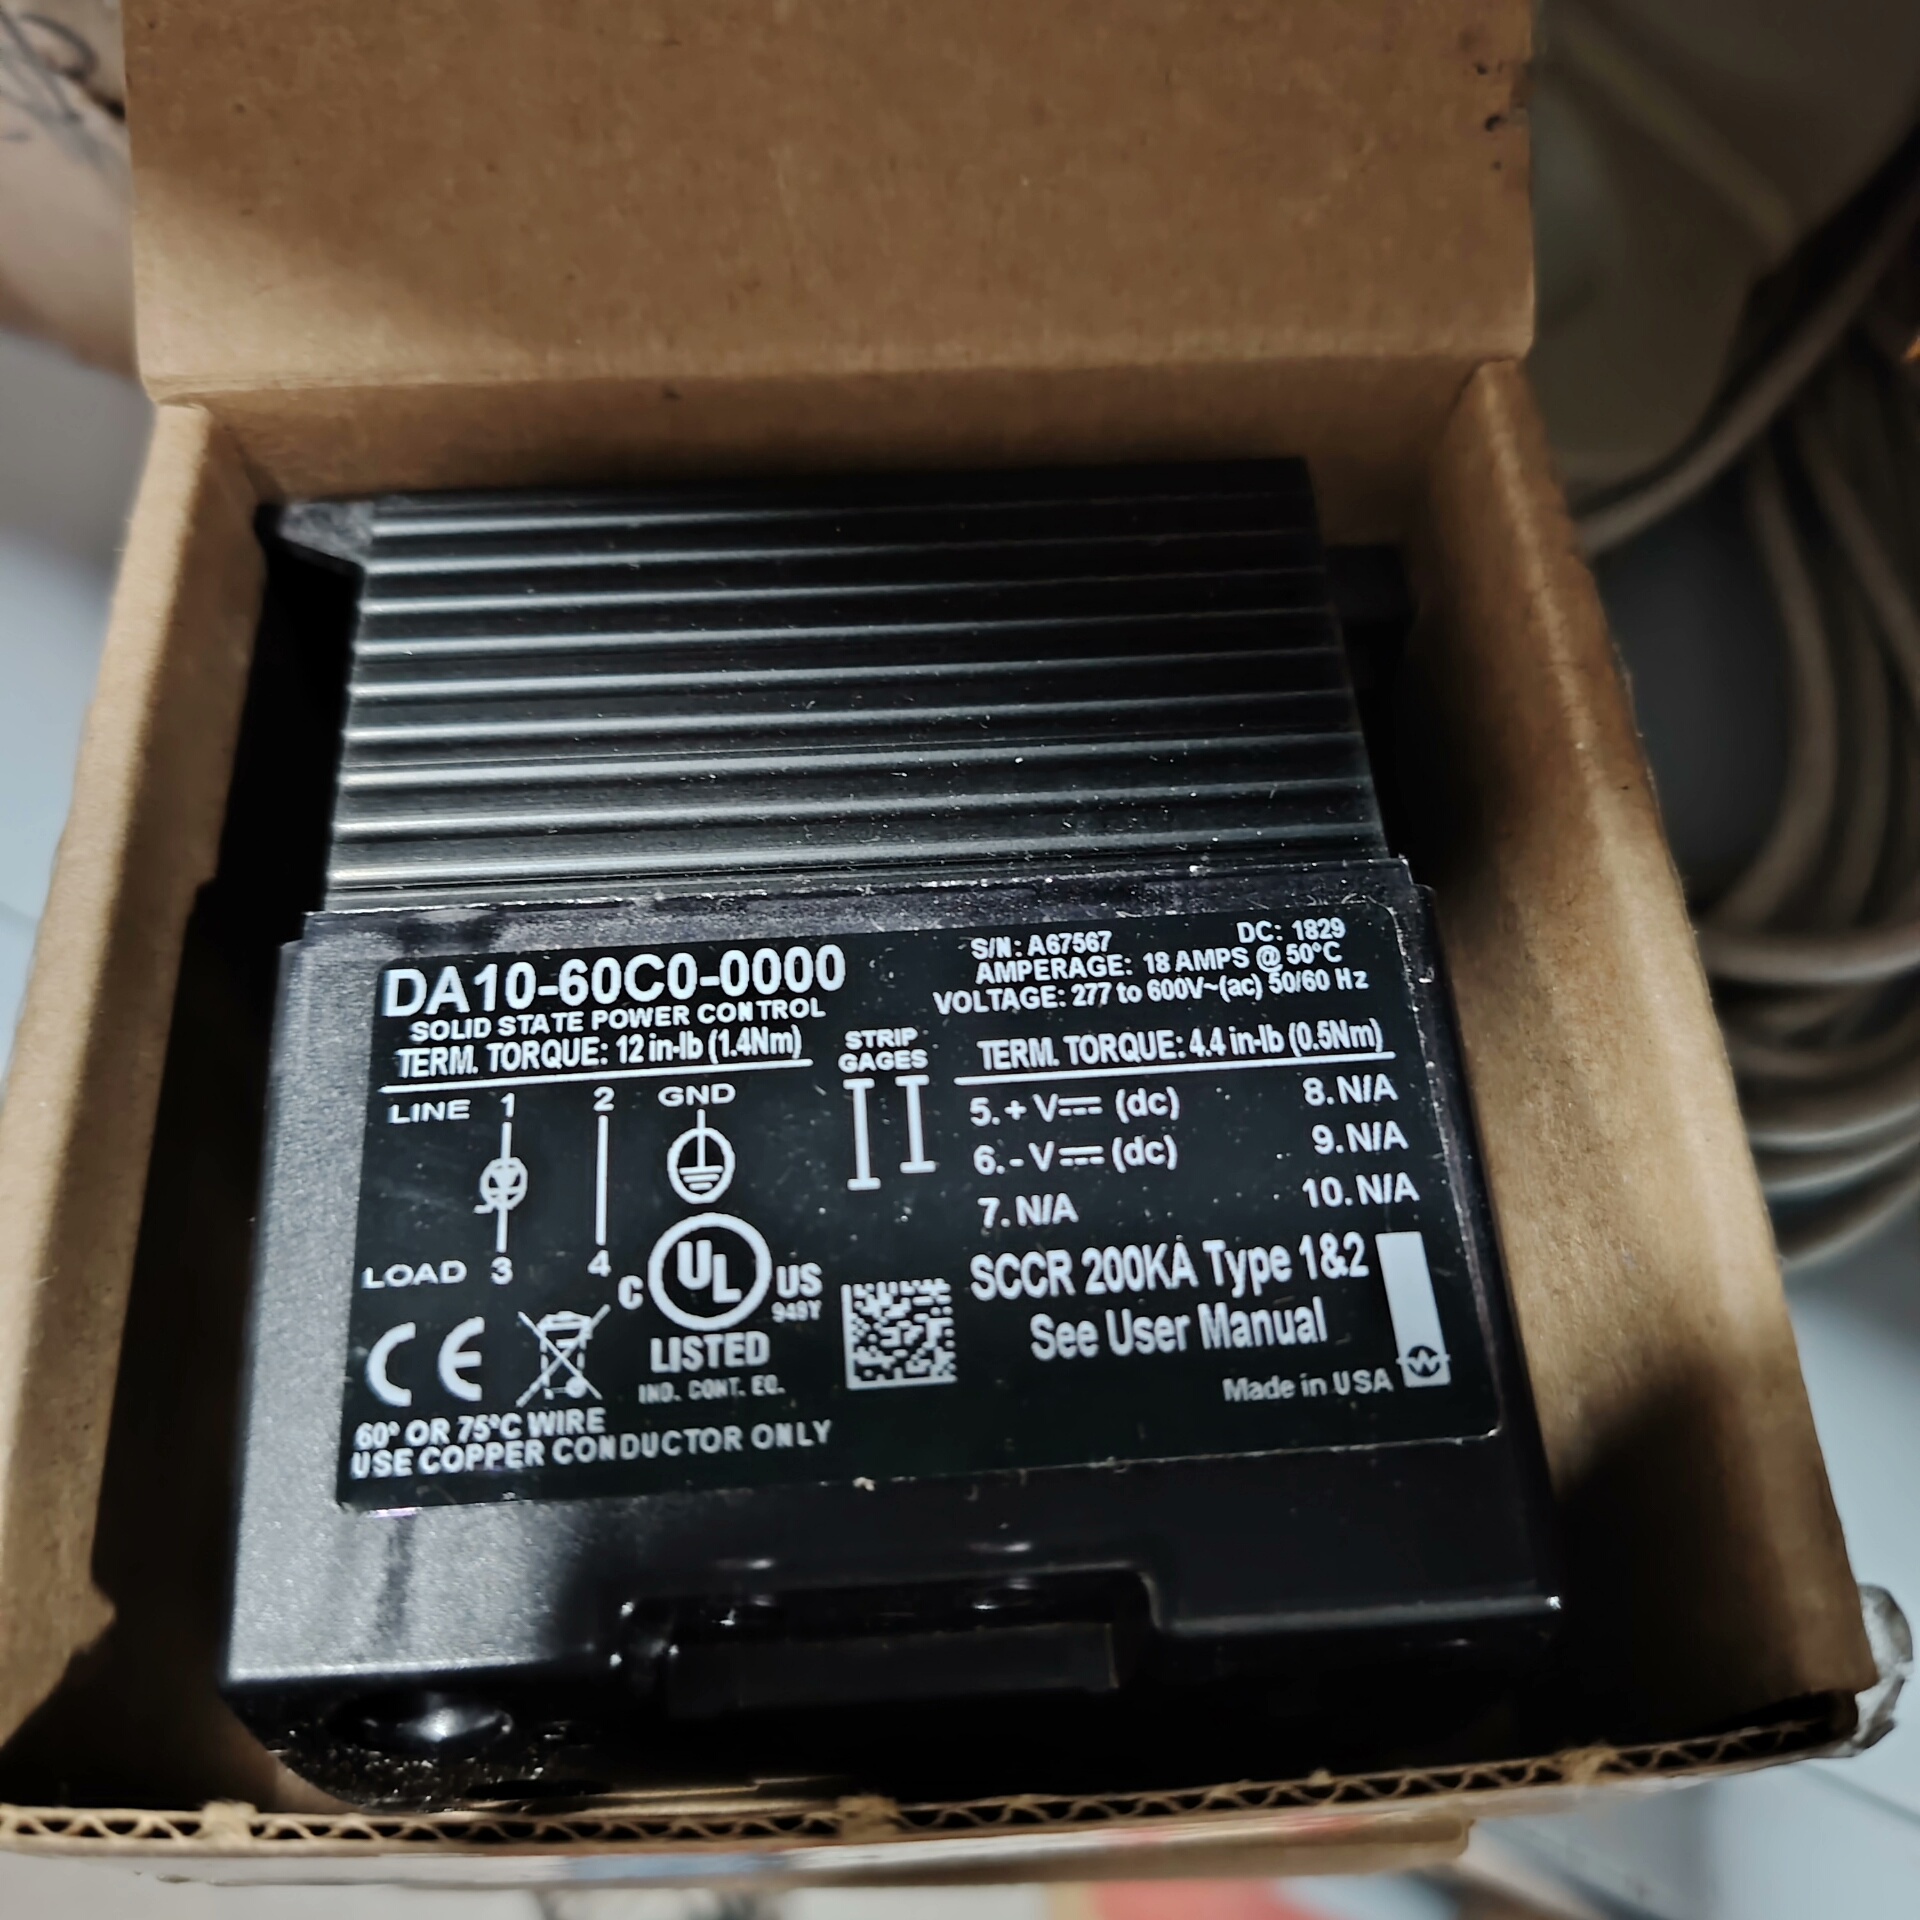 DA10-60C0-0000
SOLID STATE POWER CONTROL
TERM. TORQUE: 12 in-lb (1.4Nm)
LINE 1 2 GND
LOAD 3 4
C UL US
949Y
LISTED
IND. CONT. EQ.
CE
60° OR 75°C WIRE
USE COPPER CONDUCTOR ONLY
STRIP
GAGES
S/N: A67567 DC: 1829
AMPERAGE: 18 AMPS @ 50°C
VOLTAGE: 277 to 600V~(ac) 50/60 Hz
TERM. TORQUE: 4.4 in-lb (0.5Nm)
5. + V⎓ (dc) 8. N/A
6. - V⎓ (dc) 9. N/A
7. N/A 10. N/A
SCCR 200KA Type 1&2
See User Manual
Made in USA
W